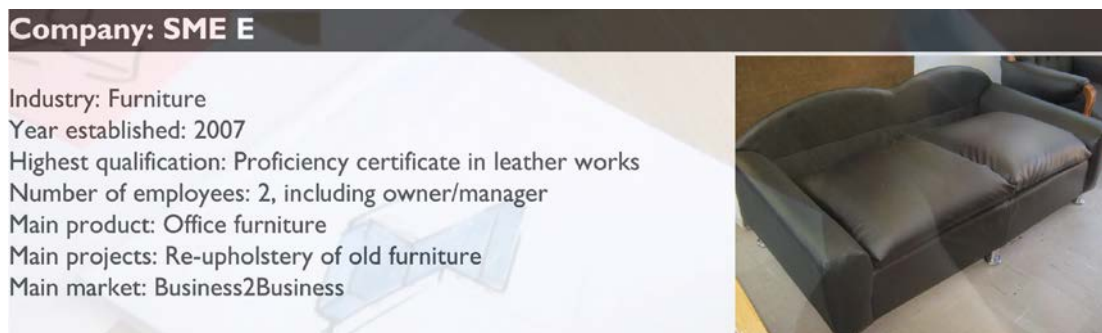 Company: SME E
Industry: Furniture
Year established: 2007
Highest qualification: Proficiency certificate in leather works
Number of employees: 2, including owner/manager
Main product: Office furniture
Main projects: Re-upholstery of old furniture
Main market: Business2Business